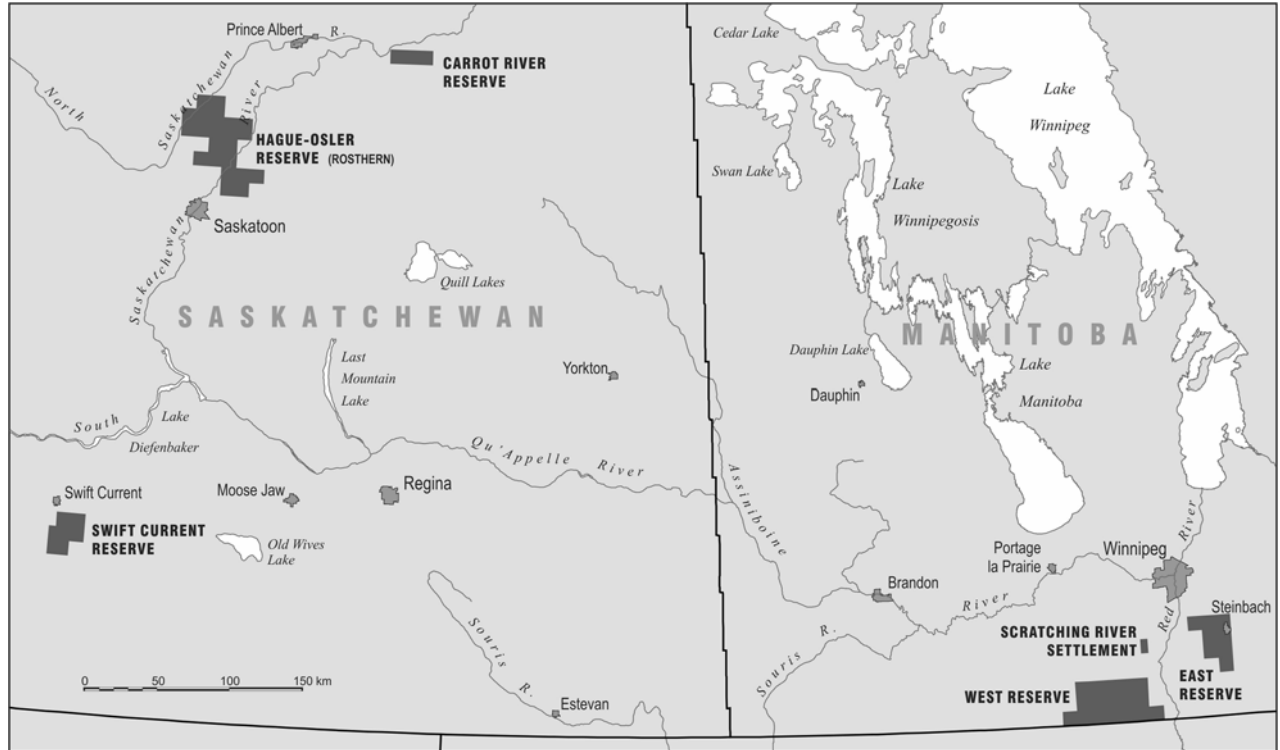 Prince Albert
R.
CARROT RIVER
RESERVE
North
Saskatchewan
River
HAGUE-OSLER
RESERVE (ROSTHERN)
Saskatoon
Saskatchewan
Quill Lakes
SASKATCHEWAN
Last
Mountain
Lake
Yorkton
South
Lake
Diefenbaker
Qu'Appelle River
Swift Current
Moose Jaw
Regina
SWIFT CURRENT
RESERVE
Old Wives
Lake
Souris
R.
Estevan
0 50 100 150 km
Cedar Lake
Lake
Winnipeg
Swan Lake
Lake
Winnipegosis
MANITOBA
Dauphin Lake
Lake
Manitoba
Dauphin
Assiniboine
River
Portage
la Prairie
Winnipeg
River
Red
Brandon
Steinbach
Souris R.
SCRATCHING RIVER
SETTLEMENT
EAST
RESERVE
WEST RESERVE